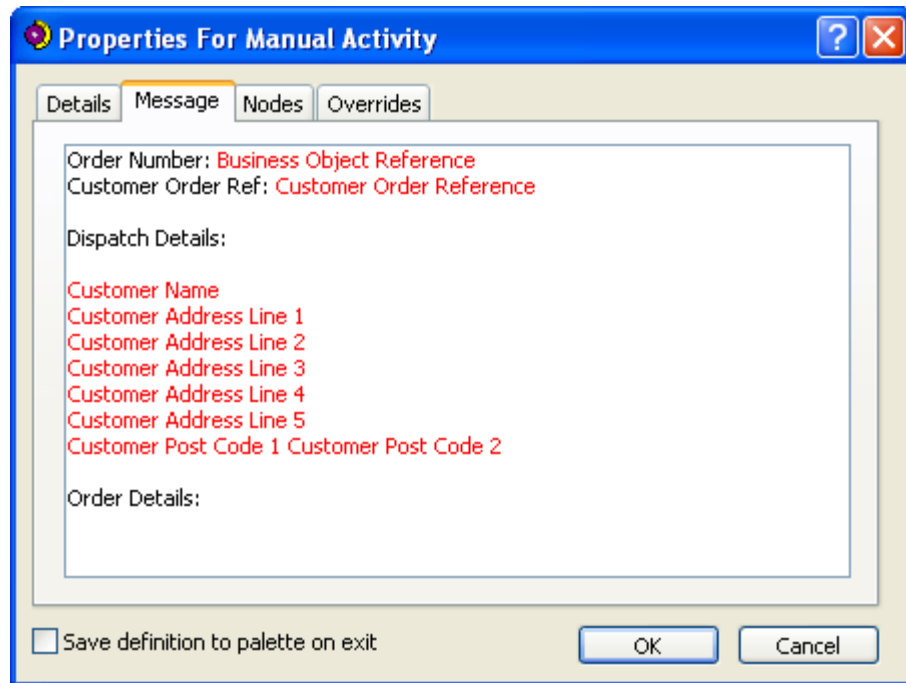 Properties For Manual Activity
Details Message Nodes Overrides
Order Number: Business Object Reference
Customer Order Ref: Customer Order Reference
Dispatch Details:
Customer Name
Customer Address Line 1
Customer Address Line 2
Customer Address Line 3
Customer Address Line 4
Customer Address Line 5
Customer Post Code 1 Customer Post Code 2
Order Details:
Save definition to palette on exit OK Cancel